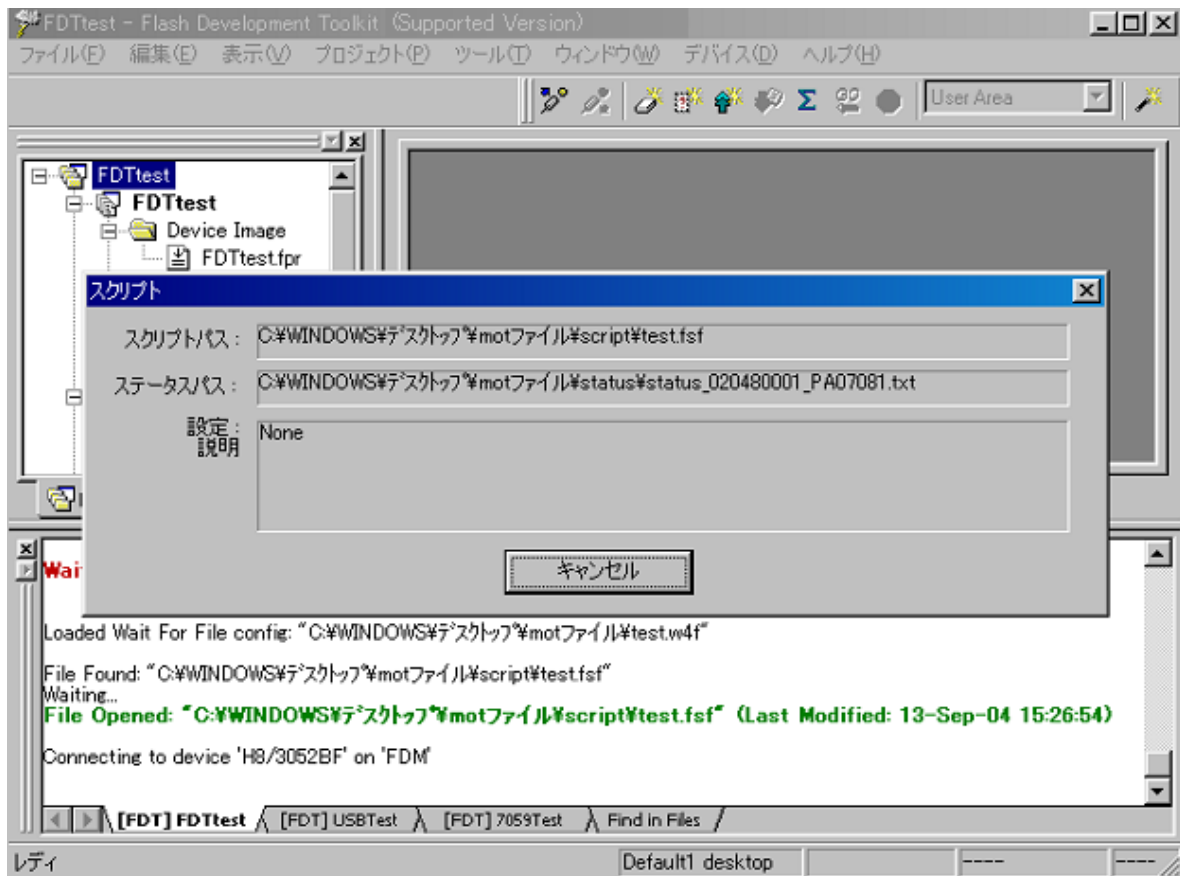 FDTtest - Flash Development Toolkit (Supported Version)
ファイル(F) 編集(E) 表示(V) プロジェクト(P) ツール(T) ウィンドウ(W) デバイス(D) ヘルプ(H)
User Area
FDTtest
FDTtest
Device Image
FDTtest.fpr
スクリプト
スクリプトパス : C:¥WINDOWS¥ﾃﾞｽｸﾄｯﾌﾟ¥motファイル¥script¥test.fsf
ステータスパス : C:¥WINDOWS¥ﾃﾞｽｸﾄｯﾌﾟ¥motファイル¥status¥status_020480001_PA07081.txt
設定 : None
説明
キャンセル
Wai
Loaded Wait For File config: "C:¥WINDOWS¥ﾃﾞｽｸﾄｯﾌﾟ¥motファイル¥test.w4f"
File Found: "C:¥WINDOWS¥ﾃﾞｽｸﾄｯﾌﾟ¥motファイル¥script¥test.fsf"
Waiting...
File Opened: "C:¥WINDOWS¥ﾃﾞｽｸﾄｯﾌﾟ¥motファイル¥script¥test.fsf" (Last Modified: 13-Sep-04 15:26:54)
Connecting to device 'H8/3052BF' on 'FDM'
[FDT] FDTtest [FDT] USBTest [FDT] 7059Test Find in Files
レディ Default1 desktop ---- ----